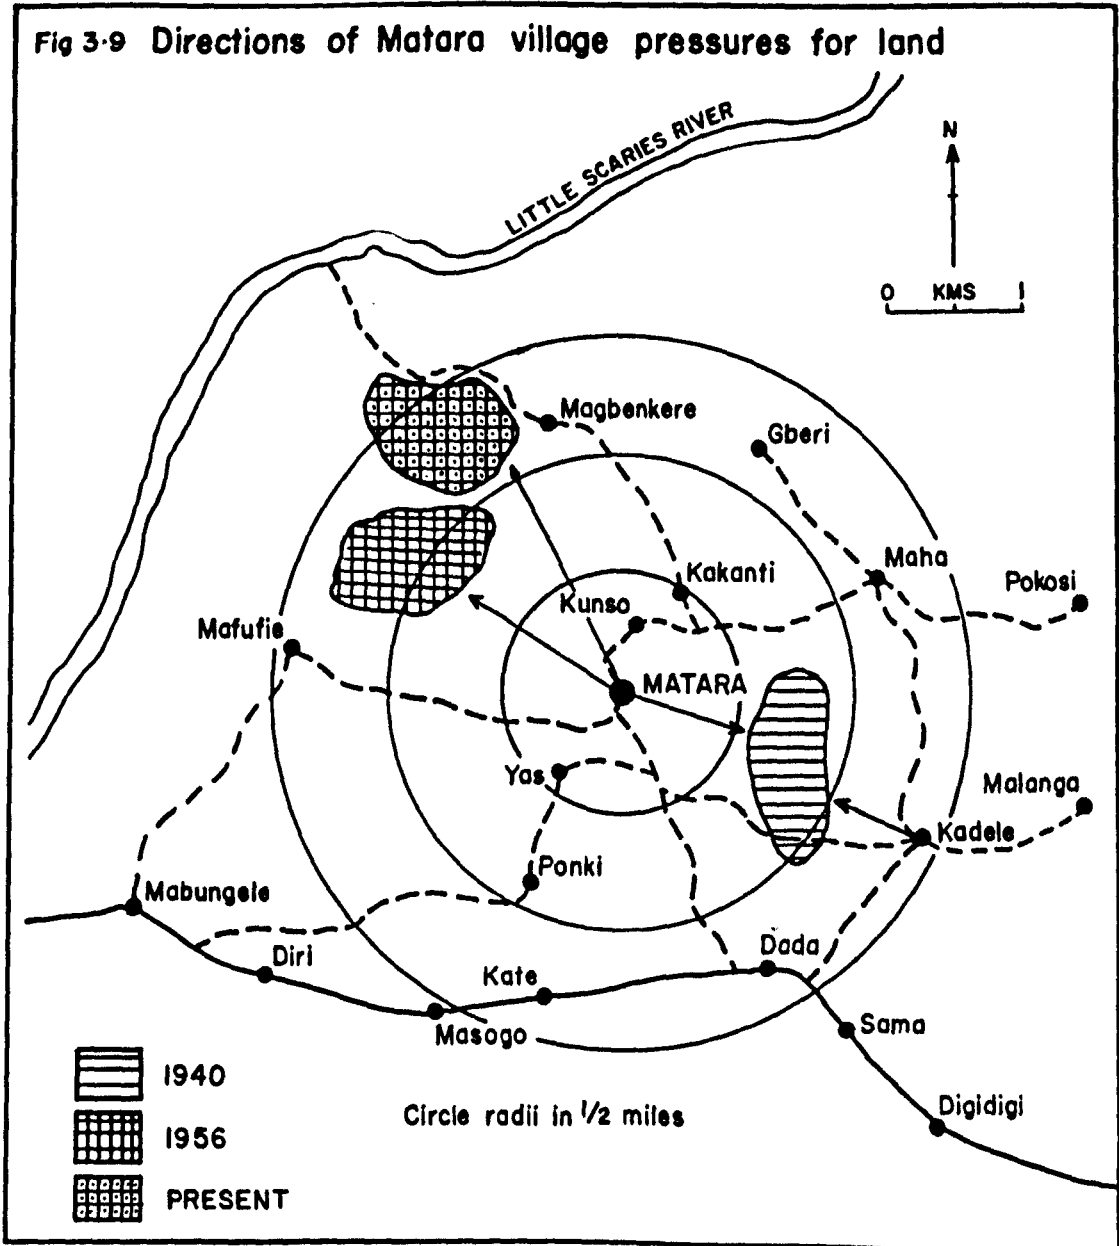 Fig 3·9 Directions of Matara village pressures for land
LITTLE SCARIES RIVER
N
0 KMS 1
Magbenkere
Gberi
Maha
Kakanti
Pokosi
Kunso
Mafufie
MATARA
Yas
Malanga
Kadele
Ponki
Mabungele
Dada
Diri
Kate
Sama
Masogo
1940
Digidigi
Circle radii in 1/2 miles
1956
PRESENT